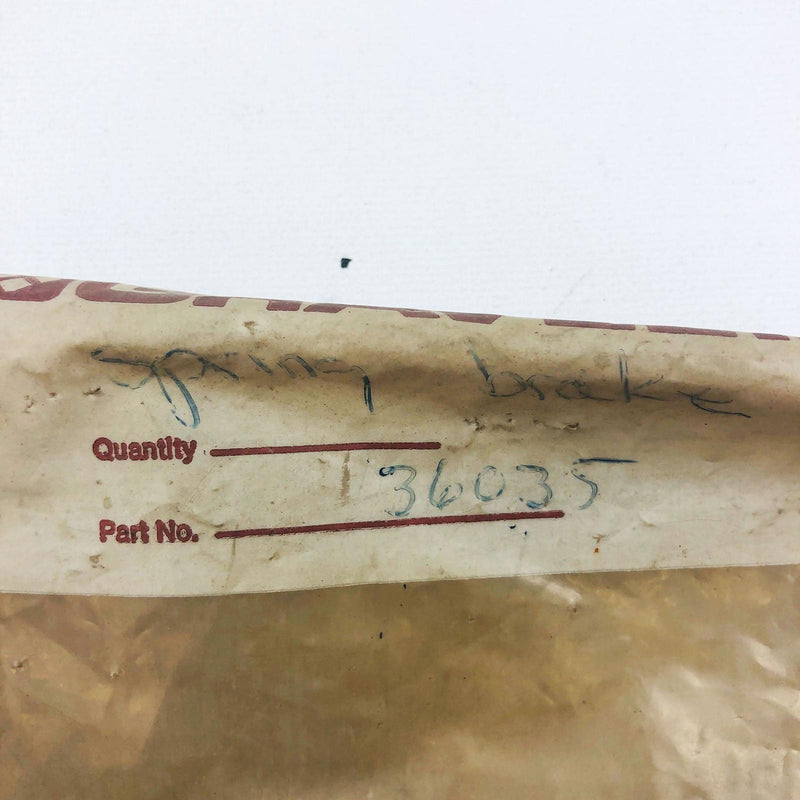 spring brake
Quantity
36035
Part No.